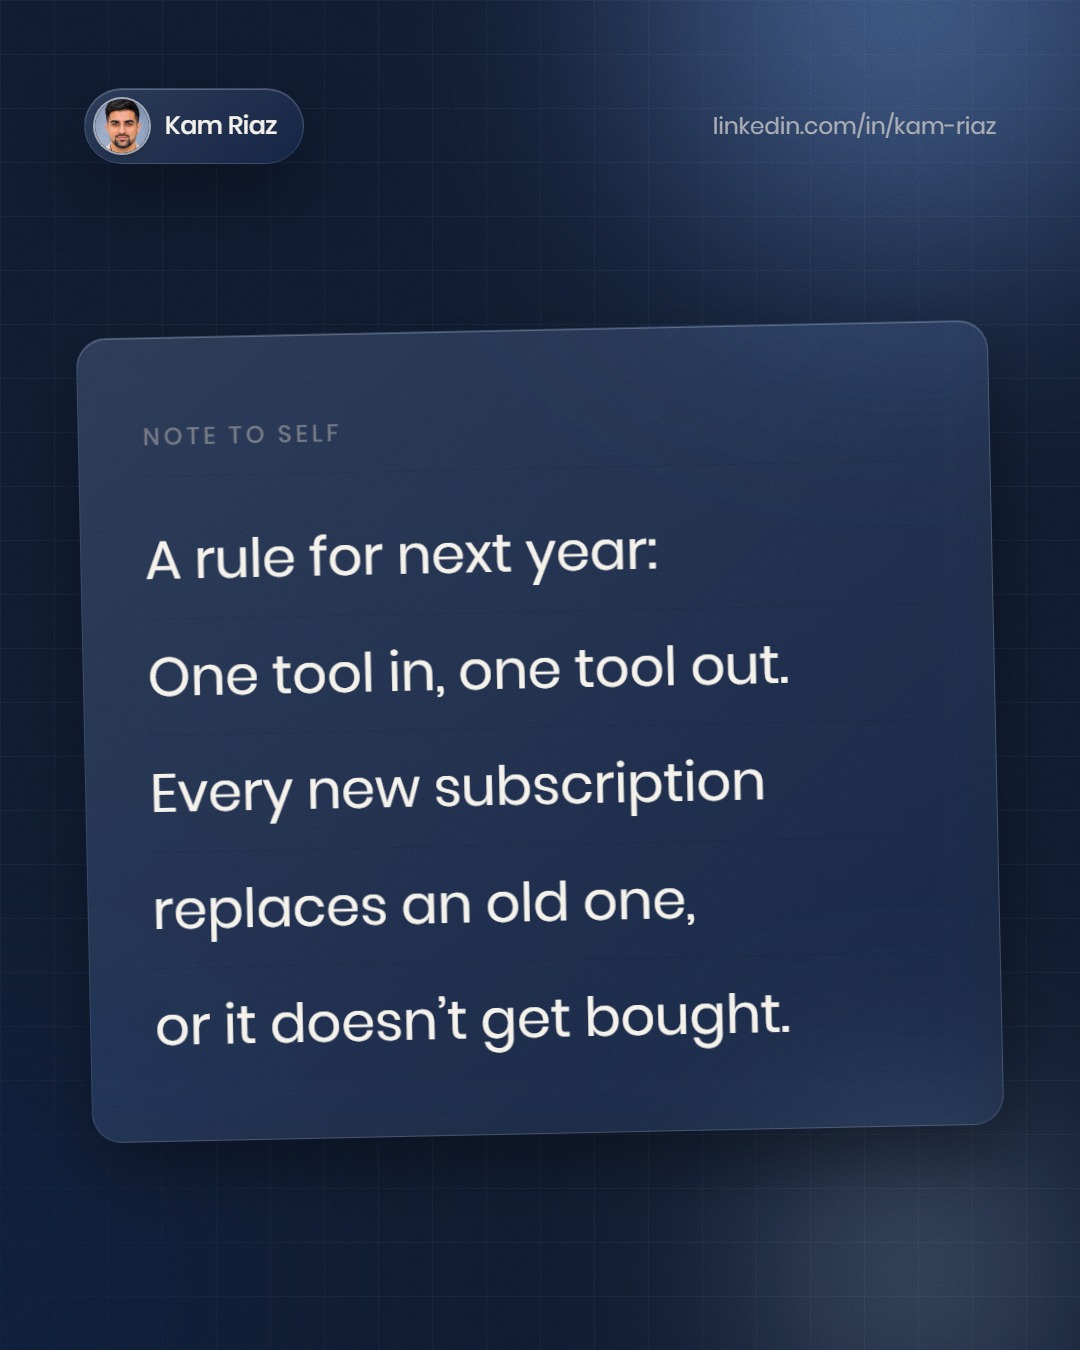 Kam Riaz
linkedin.com/in/kam-riaz
NOTE TO SELF
A rule for next year:
One tool in, one tool out.
Every new subscription
replaces an old one,
or it doesn’t get bought.